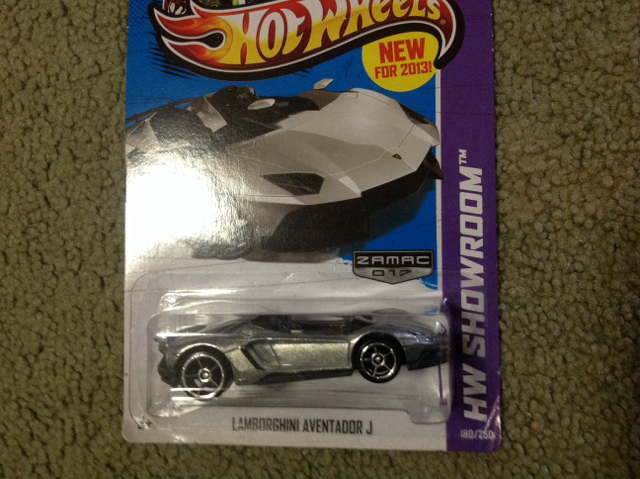 HOT WHEELS
NEW
FOR 2013!
ZAMAC
017
HW SHOWROOM™
LAMBORGHINI AVENTADOR J
180/250